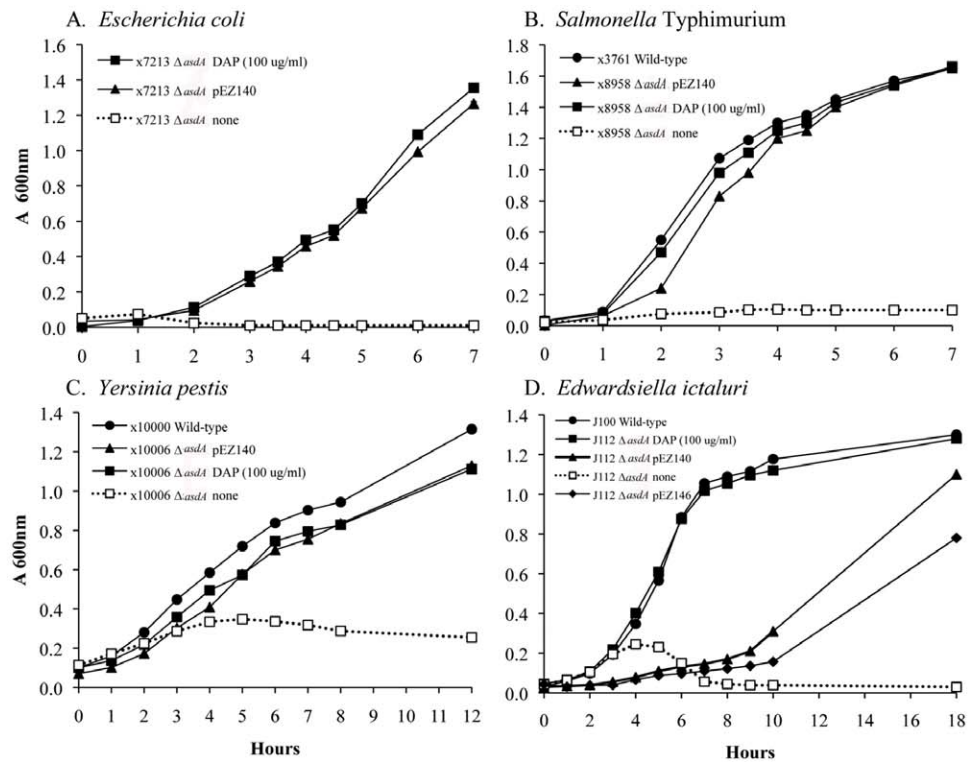 A. Escherichia coli
A 600nm
1.6
1.4
1.2
1.0
0.8
0.6
0.4
0.2
0.0
x7213 ΔasdA DAP (100 ug/ml)
x7213 ΔasdA pEZ140
x7213 ΔasdA none
0 1 2 3 4 5 6 7
B. Salmonella Typhimurium
1.8
1.6
1.4
1.2
1.0
0.8
0.6
0.4
0.2
0.0
x3761 Wild-type
x8958 ΔasdA pEZ140
x8958 ΔasdA DAP (100 ug/ml)
x8958 ΔasdA none
0 1 2 3 4 5 6 7
C. Yersinia pestis
A 600nm
1.4
1.2
1.0
0.8
0.6
0.4
0.2
0.0
x10000 Wild-type
x10006 ΔasdA pEZ140
x10006 ΔasdA DAP (100 ug/ml)
x10006 ΔasdA none
0 1 2 3 4 5 6 7 8 9 10 11 12
Hours
D. Edwardsiella ictaluri
1.4
1.2
1.0
0.8
0.6
0.4
0.2
0.0
J100 Wild-type
J112 ΔasdA DAP (100 ug/ml)
J112 ΔasdA pEZ140
J112 ΔasdA none
J112 ΔasdA pEZ146
0 2 4 6 8 10 12 14 16 18
Hours